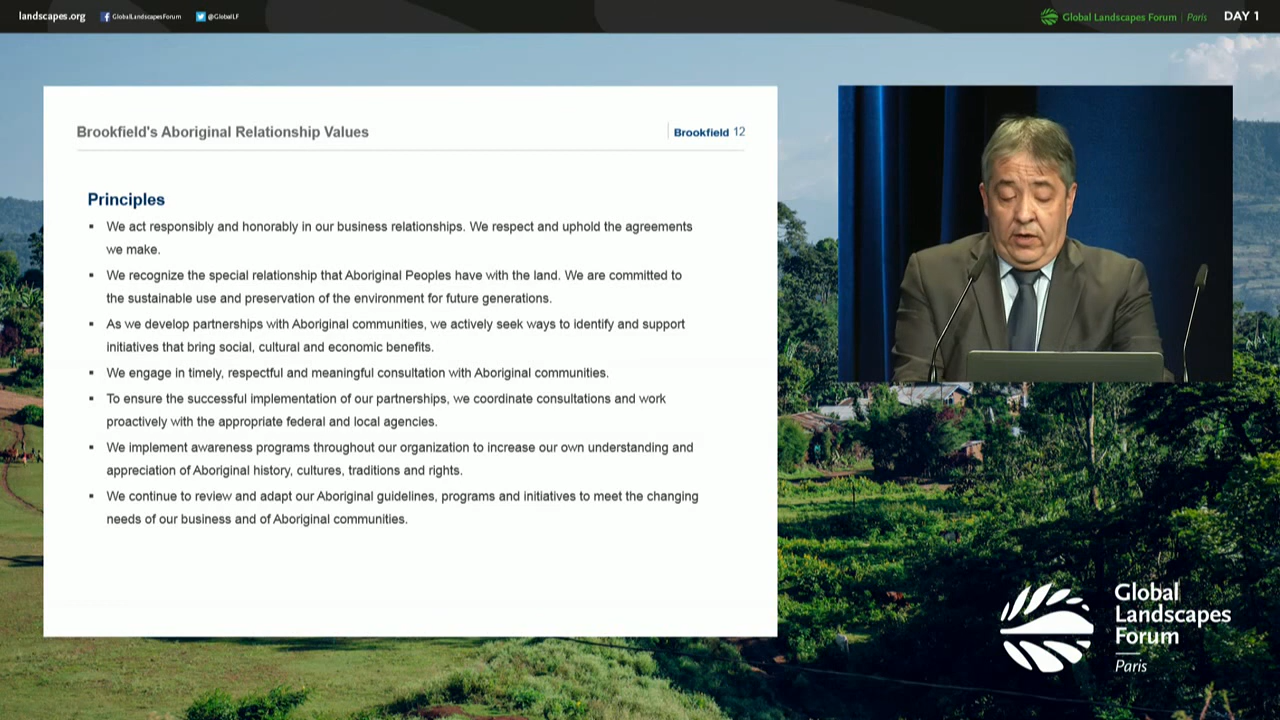 landscapes.org GlobalLandscapesForum @GlobalLF Global Landscapes Forum | Paris DAY 1
Brookfield's Aboriginal Relationship Values Brookfield 12
Principles
▪ We act responsibly and honorably in our business relationships. We respect and uphold the agreements
we make.
▪ We recognize the special relationship that Aboriginal Peoples have with the land. We are committed to
the sustainable use and preservation of the environment for future generations.
▪ As we develop partnerships with Aboriginal communities, we actively seek ways to identify and support
initiatives that bring social, cultural and economic benefits.
▪ We engage in timely, respectful and meaningful consultation with Aboriginal communities.
▪ To ensure the successful implementation of our partnerships, we coordinate consultations and work
proactively with the appropriate federal and local agencies.
▪ We implement awareness programs throughout our organization to increase our own understanding and
appreciation of Aboriginal history, cultures, traditions and rights.
▪ We continue to review and adapt our Aboriginal guidelines, programs and initiatives to meet the changing
needs of our business and of Aboriginal communities.
Global
Landscapes
Forum
Paris